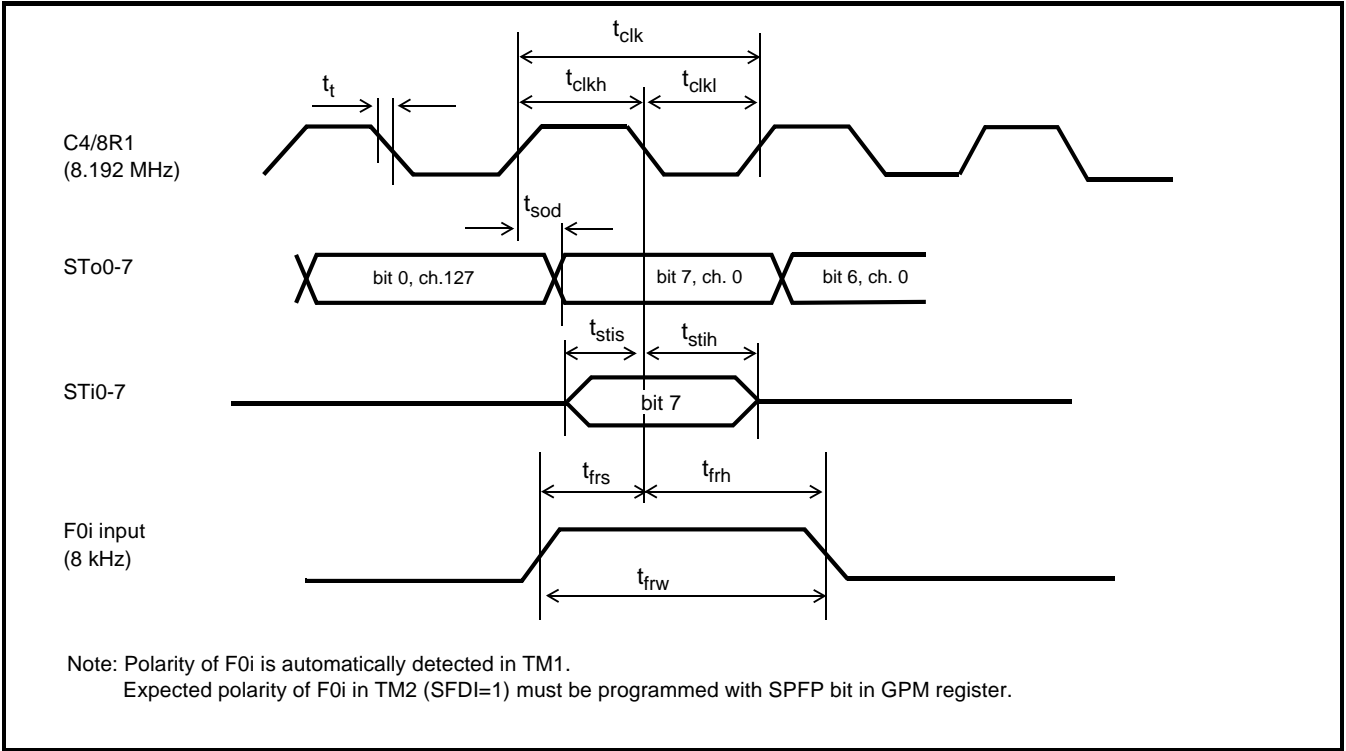 t_clk
t_t
t_clkh
t_clkl
C4/8R1
(8.192 MHz)
t_sod
STo0-7
bit 0, ch.127
bit 7, ch. 0
bit 6, ch. 0
t_stis
t_stih
STi0-7
bit 7
t_frs
t_frh
F0i input
(8 kHz)
t_frw
Note: Polarity of F0i is automatically detected in TM1.
Expected polarity of F0i in TM2 (SFDI=1) must be programmed with SPFP bit in GPM register.